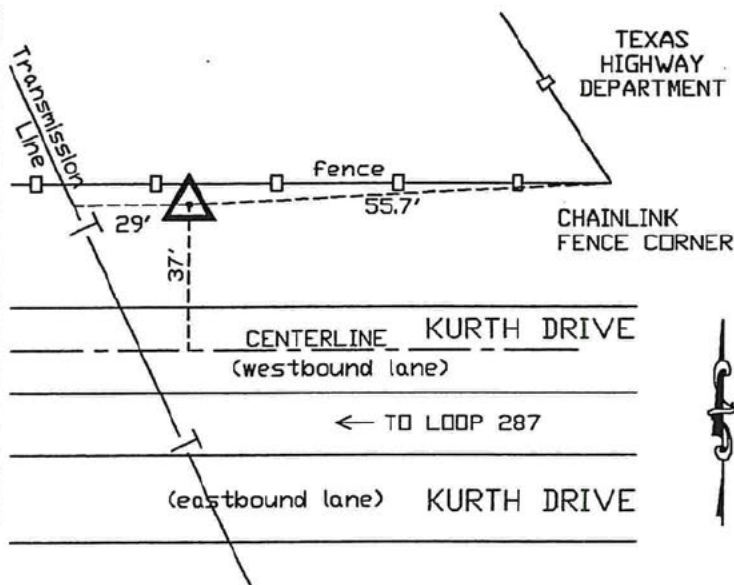 TEXAS
HIGHWAY
DEPARTMENT
Transmission
Line
fence
55.7'
29'
37'
CHAINLINK
FENCE CORNER
CENTERLINE
KURTH DRIVE
(westbound lane)
← TO LOOP 287
(eastbound lane)
KURTH DRIVE